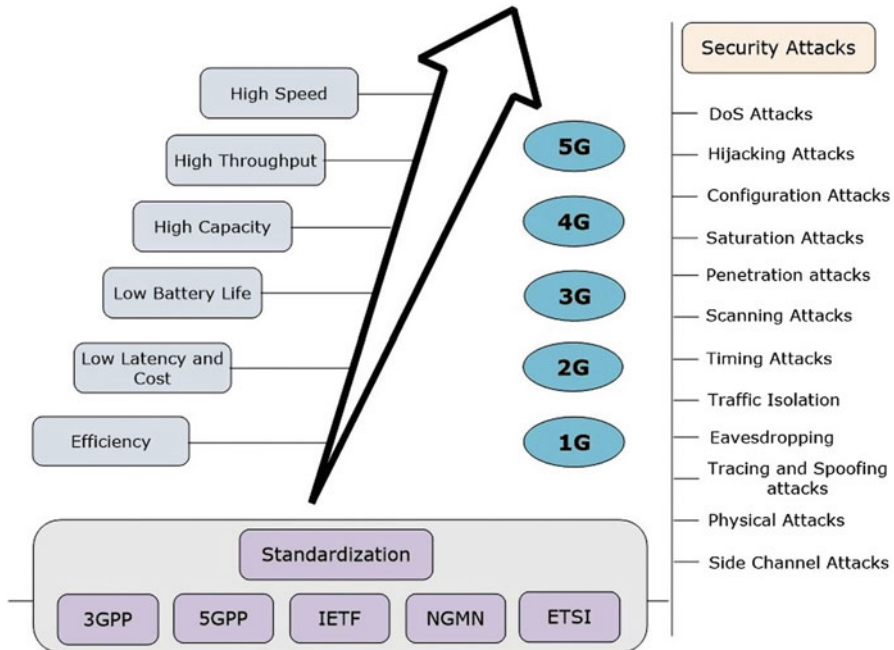 High Speed
High Throughput
High Capacity
Low Battery Life
Low Latency and
Cost
Efficiency
5G
4G
3G
2G
1G
Security Attacks
DoS Attacks
Hijacking Attacks
Configuration Attacks
Saturation Attacks
Penetration attacks
Scanning Attacks
Timing Attacks
Traffic Isolation
Eavesdropping
Tracing and Spoofing
attacks
Physical Attacks
Side Channel Attacks
Standardization
3GPP
5GPP
IETF
NGMN
ETSI